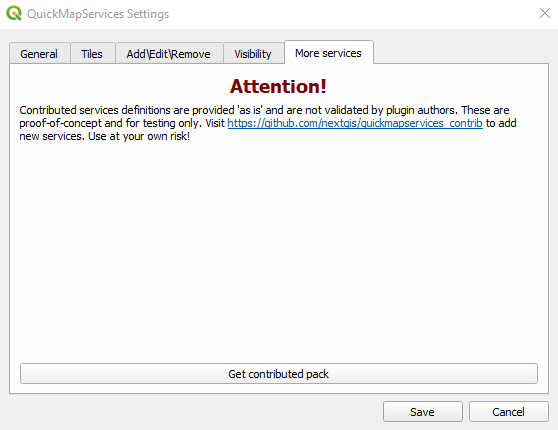 QuickMapServices Settings
General Tiles Add\Edit\Remove Visibility More services
Attention!
Contributed services definitions are provided 'as is' and are not validated by plugin authors. These are
proof-of-concept and for testing only. Visit https://github.com/nextgis/quickmapservices_contrib to add
new services. Use at your own risk!
Get contributed pack
Save Cancel